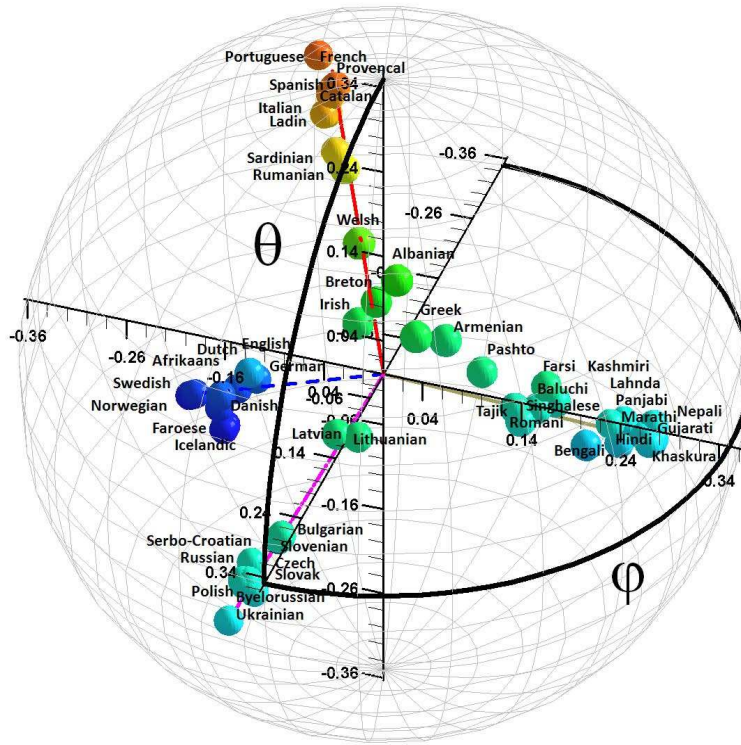 Portuguese French
Provencal
Spanish 0.34
Catalan
Italian
Ladin
Sardinian
Rumanian 0.24
-0.36
-0.26
Welsh
0.14
Albanian
θ
Breton
Irish
0.04
Greek
Armenian
Pashto
-0.36
-0.26
Dutch English
Afrikaans
German
-0.16
Swedish
Norwegian
Danish
Faroese
Icelandic
0.04
-0.06
0.04
Farsi Kashmiri
Baluchi Lahnda
Singhalese Panjabi
Tajik Marathi Nepali
Romani Gujarati
0.14 Hindi
Bengali 0.24 Khaskura
0.34
Latvian Lithuanian
0.14
-0.16
0.24
Bulgarian
Serbo-Croatian Slovenian
Russian Czech
0.34 Slovak
Polish Byelorussian -0.26
Ukrainian
φ
-0.36